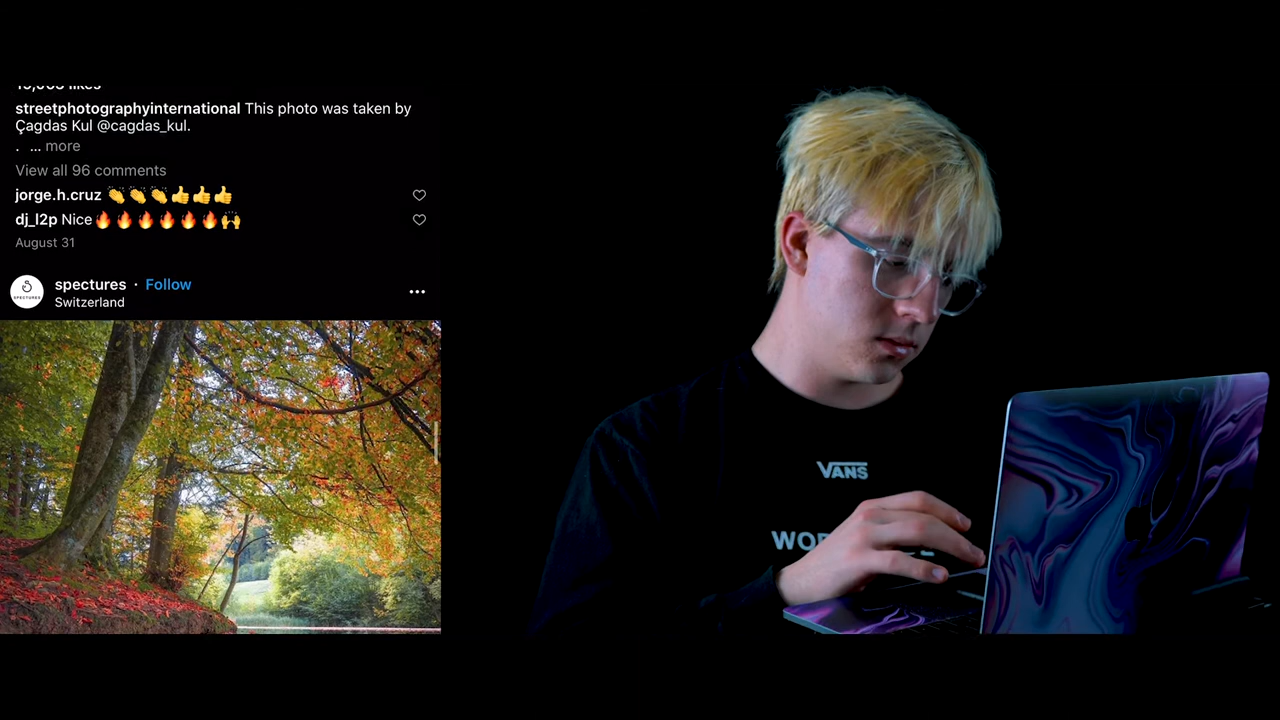 streetphotographyinternational This photo was taken by
Çagdas Kul @cagdas_kul.
. ... more
View all 96 comments
jorge.h.cruz 👏👏👏👍👍👍
dj_l2p Nice🔥🔥🔥🔥🔥🔥🙌
August 31
spectures · Follow
Switzerland
SPECTURES
VANS